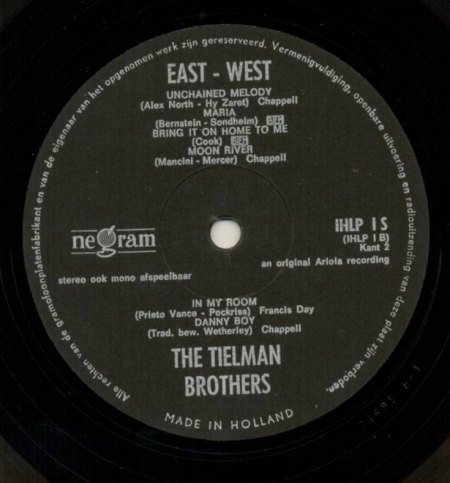 Alle rechten van de grammofoonplatenfabrikant en van de eigenaar van het opgenomen werk zijn gereserveerd. Vermenigvuldiging, openbare uitvoering en radiouitzending van deze plaat zijn verboden.
EAST - WEST
UNCHAINED MELODY
(Alex North - Hy Zaret) Chappell
MARIA
(Bernstein - Sondheim)
BRING IT ON HOME TO ME
(Cook)
MOON RIVER
(Mancini - Mercer) Chappell
negram
IHLP 1 S
(IHLP 1 B)
Kant 2
stereo ook mono afspeelbaar
an original Ariola recording
IN MY ROOM
(Prieto Vance - Pockriss) Francis Day
DANNY BOY
(Trad. bew. Wetherley) Chappell
THE TIELMAN
BROTHERS
MADE IN HOLLAND